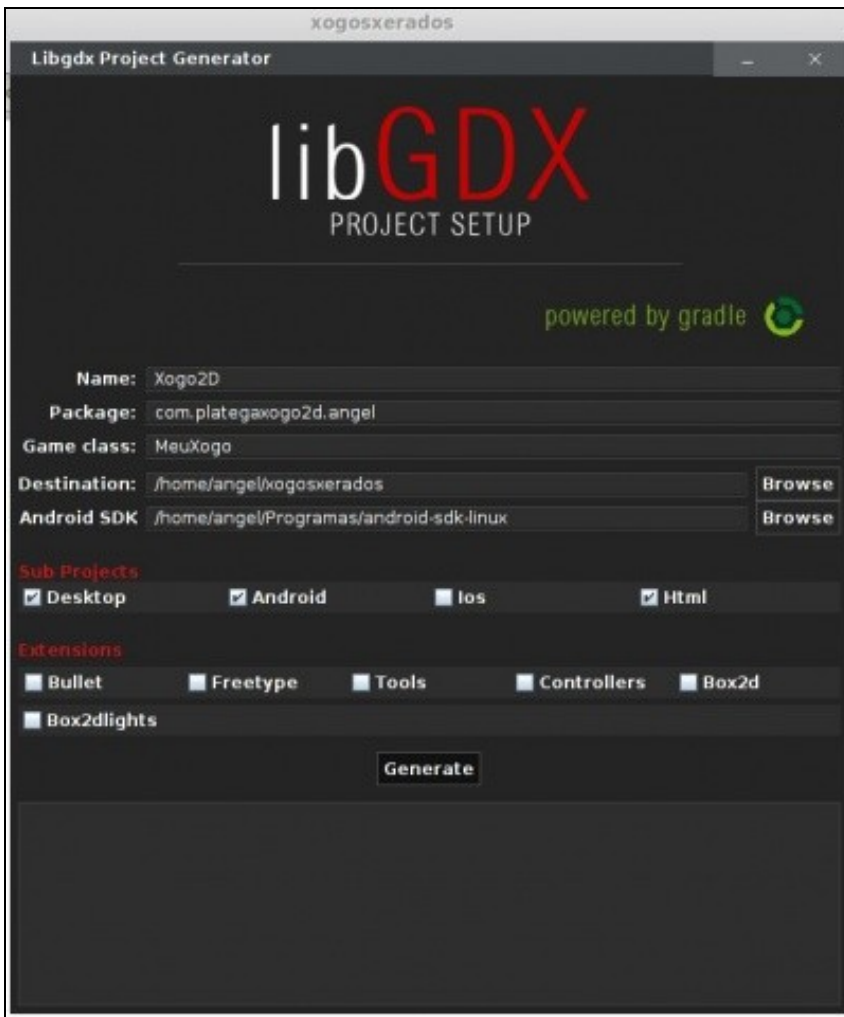 xogosxerados
Libgdx Project Generator
libGDX
PROJECT SETUP
powered by gradle
Name: Xogo2D
Package: com.plategaxogo2d.angel
Game class: MeuXogo
Destination: /home/angel/xogosxerados Browse
Android SDK /home/angel/Programas/android-sdk-linux Browse
Sub Projects
Desktop Android Ios Html
Extensions
Bullet Freetype Tools Controllers Box2d
Box2dlights
Generate